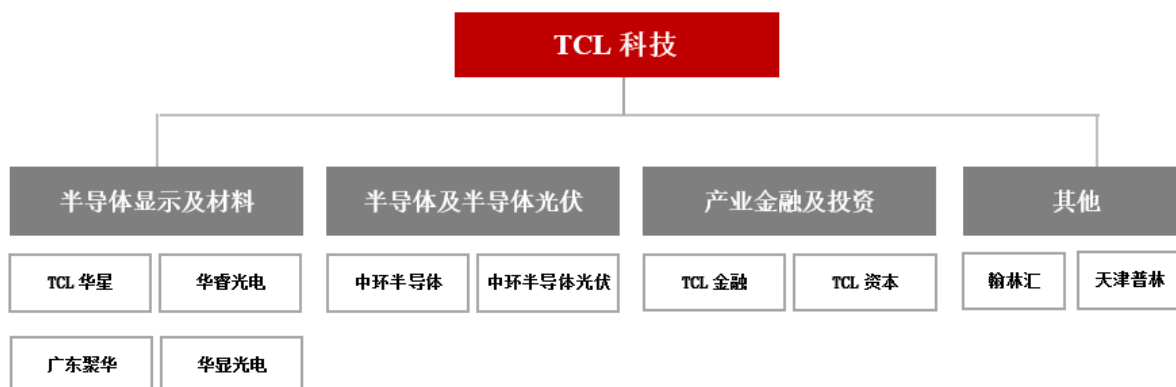 TCL 科技
半导体显示及材料
半导体及半导体光伏
产业金融及投资
其他
TCL 华星
华睿光电
中环半导体
中环半导体光伏
TCL 金融
TCL 资本
翰林汇
天津普林
广东聚华
华显光电